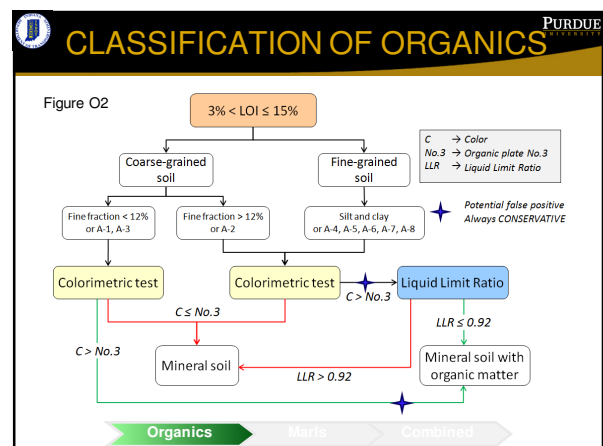 PURDUE
UNIVERSITY
CLASSIFICATION OF ORGANICS
Figure O2
3% < LOI ≤ 15%
C → Color
No.3 → Organic plate No.3
LLR → Liquid Limit Ratio
Coarse-grained
soil
Fine-grained
soil
Potential false positive
Always CONSERVATIVE
Fine fraction < 12%
or A-1, A-3
Fine fraction > 12%
or A-2
Silt and clay
or A-4, A-5, A-6, A-7, A-8
Colorimetric test
Colorimetric test
C > No.3
Liquid Limit Ratio
C ≤ No.3
LLR ≤ 0.92
C > No.3
Mineral soil
LLR > 0.92
Mineral soil with
organic matter
Organics
Marls
Combined